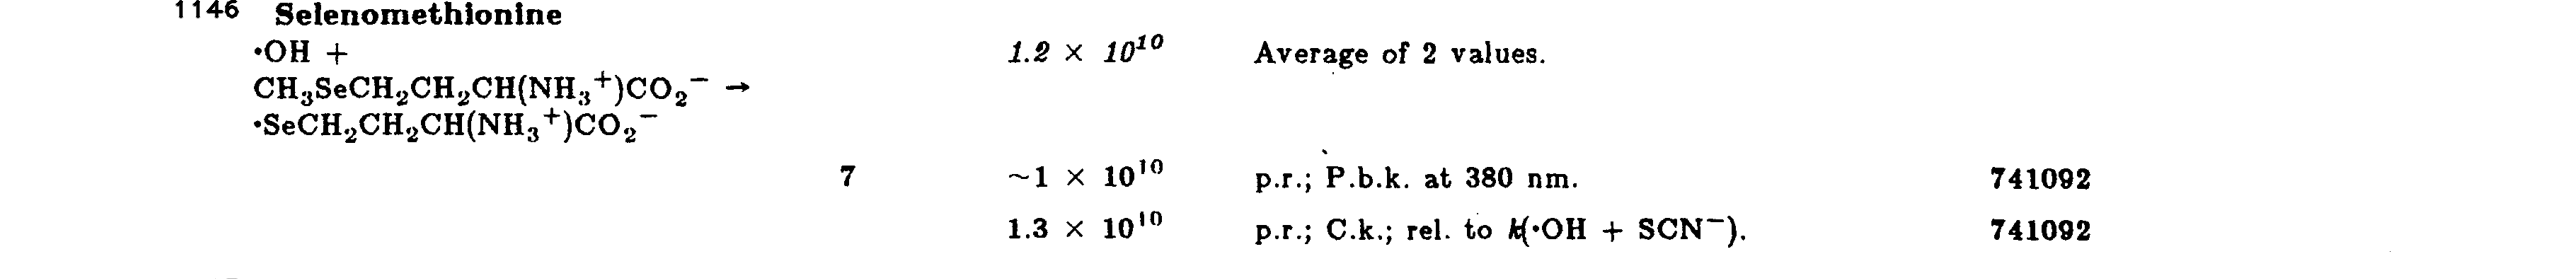 1146 Selenomethionine
·OH + 1.2 × 10¹⁰ Average of 2 values.
CH₃SeCH₂CH₂CH(NH₃⁺)CO₂⁻ →
·SeCH₂CH₂CH(NH₃⁺)CO₂⁻
7 ~1 × 10¹⁰ p.r.; P.b.k. at 380 nm. 741092
1.3 × 10¹⁰ p.r.; C.k.; rel. to k(·OH + SCN⁻). 741092